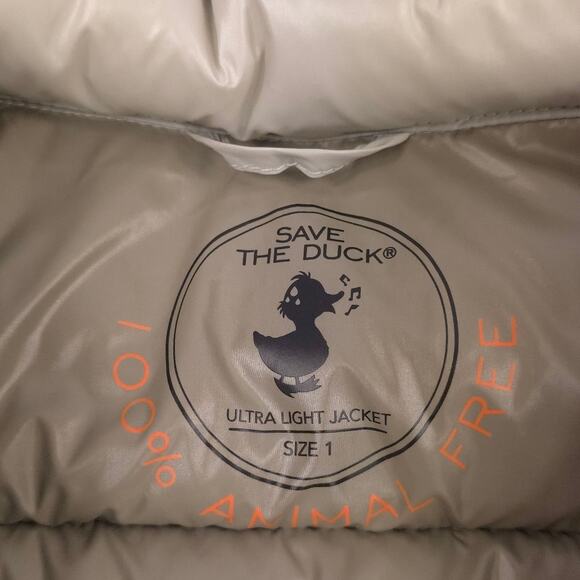 SAVE
THE DUCK®
ULTRA LIGHT JACKET
SIZE 1
100% ANIMAL FREE